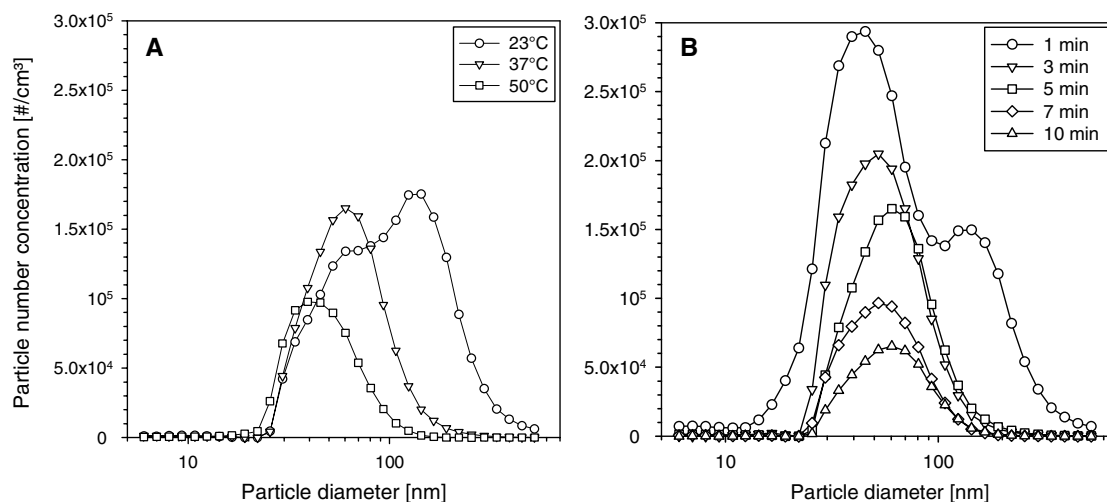 A
23°C
37°C
50°C
3.0x10⁵
2.5x10⁵
2.0x10⁵
1.5x10⁵
10⁵
5.0x10⁴
0
Particle number concentration [#/cm³]
10
100
Particle diameter [nm]
B
1 min
3 min
5 min
7 min
10 min
3.0x10⁵
2.5x10⁵
2.0x10⁵
1.5x10⁵
10⁵
5.0x10⁴
0
10
100
Particle diameter [nm]